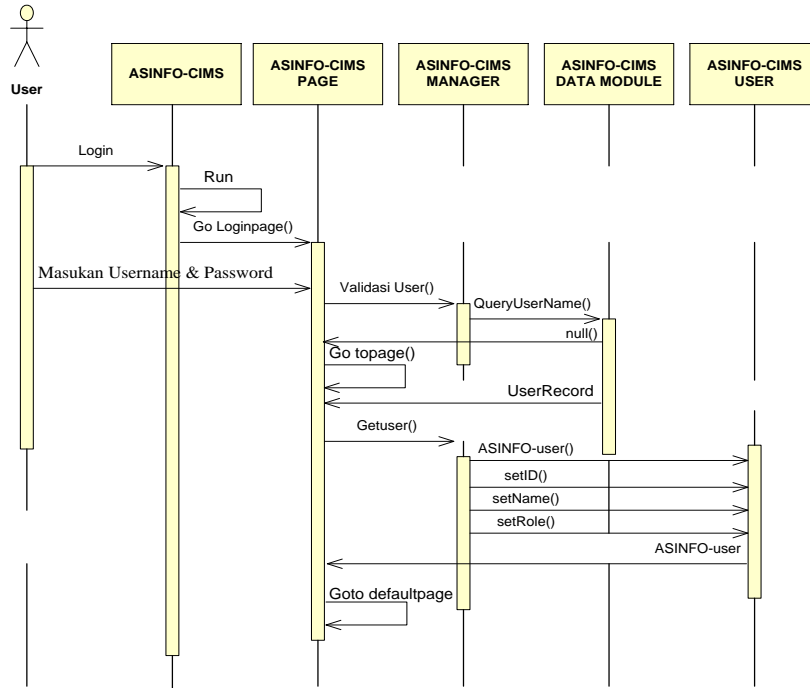 User
ASINFO-CIMS
ASINFO-CIMS
PAGE
ASINFO-CIMS
MANAGER
ASINFO-CIMS
DATA MODULE
ASINFO-CIMS
USER
Login
Run
Go Loginpage()
Masukan Username & Password
Validasi User()
QueryUserName()
null()
Go topage()
UserRecord
Getuser()
ASINFO-user()
setID()
setName()
setRole()
ASINFO-user
Goto defaultpage